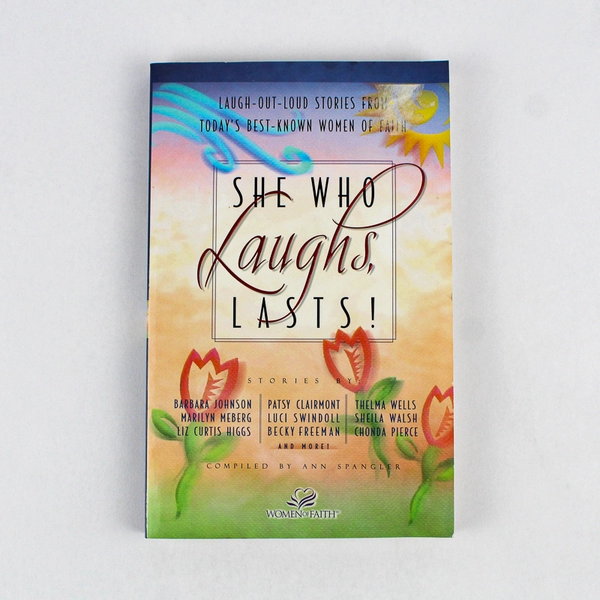 LAUGH-OUT-LOUD STORIES FROM
TODAY'S BEST-KNOWN WOMEN OF FAITH
SHE WHO
Laughs,
LASTS!
STORIES BY:
BARBARA JOHNSON
MARILYN MEBERG
LIZ CURTIS HIGGS
PATSY CLAIRMONT
LUCI SWINDOLL
BECKY FREEMAN
THELMA WELLS
SHEILA WALSH
CHONDA PIERCE
AND MORE!
COMPILED BY ANN SPANGLER
WOMEN OF FAITH